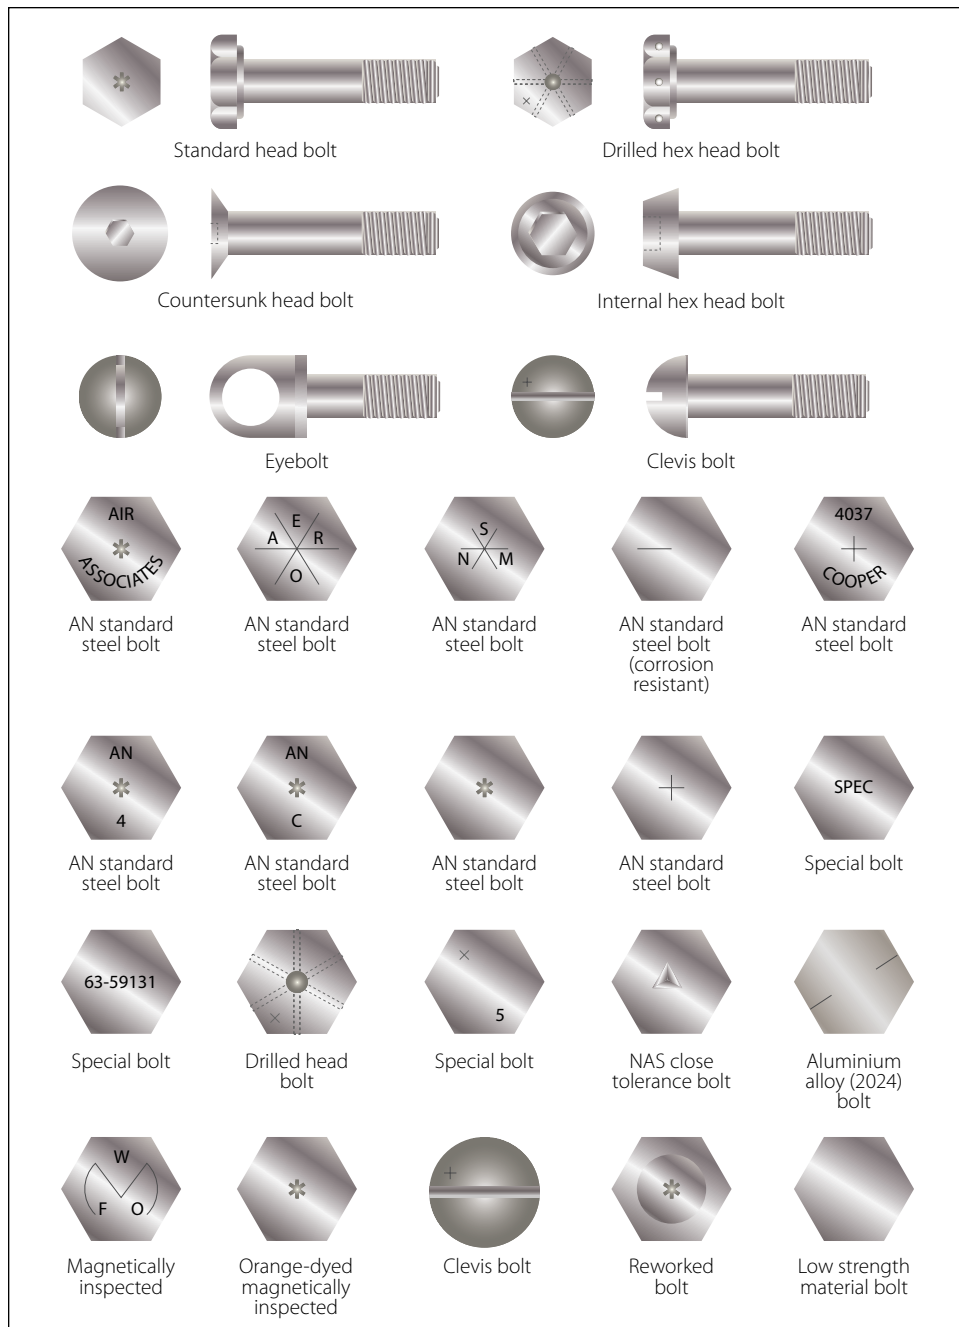 Standard head bolt
Drilled hex head bolt
Countersunk head bolt
Internal hex head bolt
Eyebolt
Clevis bolt
AIR
ASSOCIATES
E
A R
O
S
N M
4037
COOPER
AN standard
steel bolt
AN standard
steel bolt
AN standard
steel bolt
AN standard
steel bolt
(corrosion
resistant)
AN standard
steel bolt
AN
4
AN
C
SPEC
AN standard
steel bolt
AN standard
steel bolt
AN standard
steel bolt
AN standard
steel bolt
Special bolt
63-59131
5
Special bolt
Drilled head
bolt
Special bolt
NAS close
tolerance bolt
Aluminium
alloy (2024)
bolt
W
F O
Magnetically
inspected
Orange-dyed
magnetically
inspected
Clevis bolt
Reworked
bolt
Low strength
material bolt